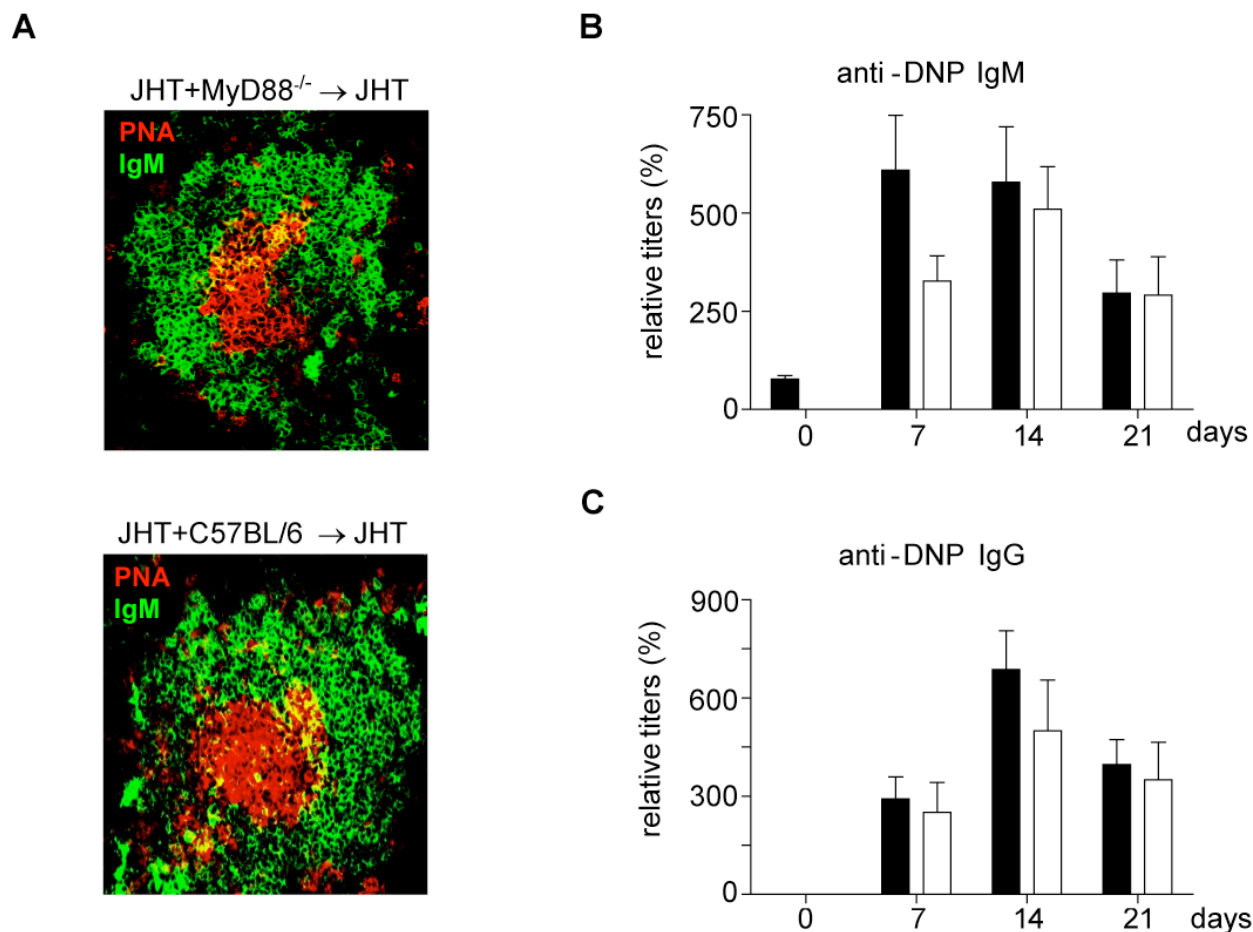 A
JHT+MyD88-/- → JHT
PNA
IgM
JHT+C57BL/6 → JHT
PNA
IgM
B
anti-DNP IgM
relative titers (%)
750
500
250
0
0 7 14 21 days
C
anti-DNP IgG
relative titers (%)
900
600
300
0
0 7 14 21 days